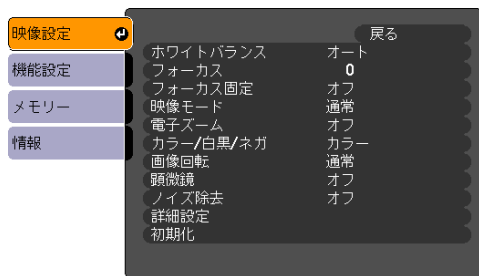 映像設定
機能設定
メモリー
情報
戻る
ホワイトバランス オート
フォーカス 0
フォーカス固定 オフ
映像モード 通常
電子ズーム オフ
カラー/白黒/ネガ カラー
画像回転 通常
顕微鏡 オフ
ノイズ除去 オフ
詳細設定
初期化